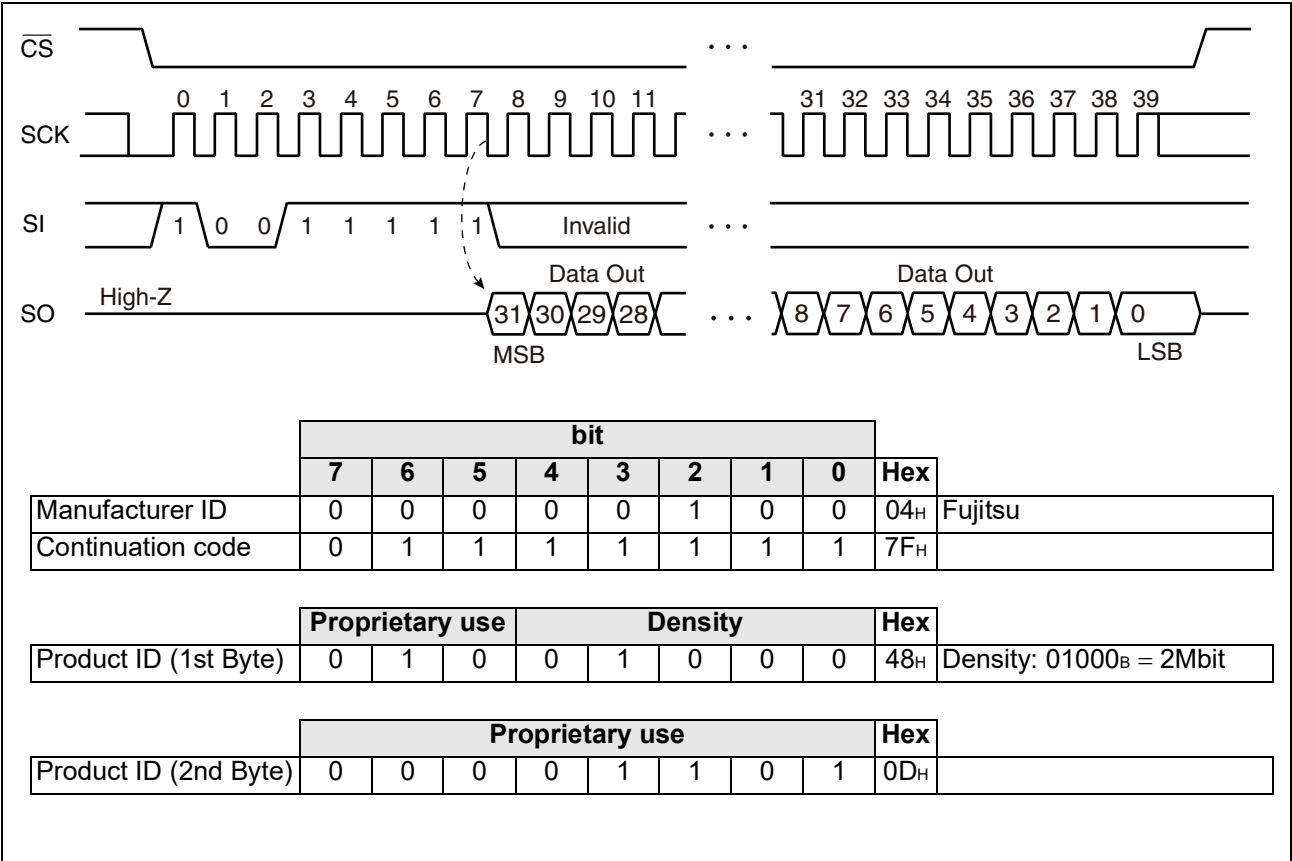 CS
. . .
0 1 2 3 4 5 6 7 8 9 10 11 31 32 33 34 35 36 37 38 39
SCK . . .
SI 1 0 0 1 1 1 1 1 Invalid . . .
Data Out Data Out
High-Z
SO 31 30 29 28 . . . 8 7 6 5 4 3 2 1 0
MSB LSB
bit
7 6 5 4 3 2 1 0 Hex
Manufacturer ID 0 0 0 0 0 1 0 0 04H Fujitsu
Continuation code 0 1 1 1 1 1 1 1 7FH
Proprietary use Density Hex
Product ID (1st Byte) 0 1 0 0 1 0 0 0 48H Density: 01000B = 2Mbit
Proprietary use Hex
Product ID (2nd Byte) 0 0 0 0 1 1 0 1 0DH